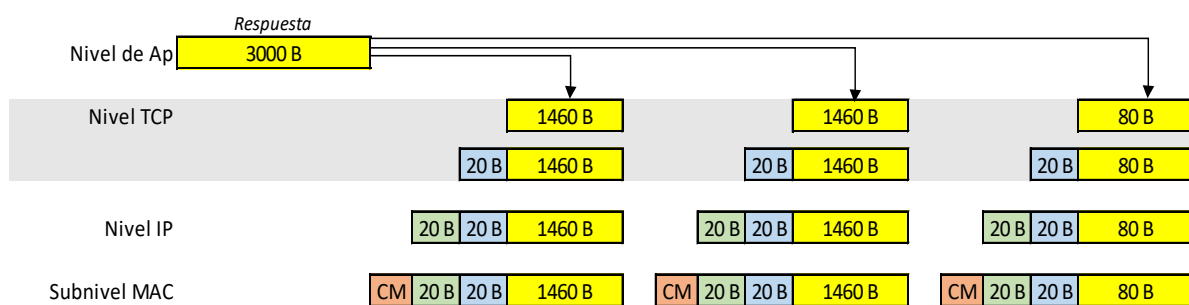 Respuesta
Nivel de Ap 3000 B
Nivel TCP 1460 B 1460 B 80 B
20 B 1460 B 20 B 1460 B 20 B 80 B
Nivel IP 20 B 20 B 1460 B 20 B 20 B 1460 B 20 B 20 B 80 B
Subnivel MAC CM 20 B 20 B 1460 B CM 20 B 20 B 1460 B CM 20 B 20 B 80 B